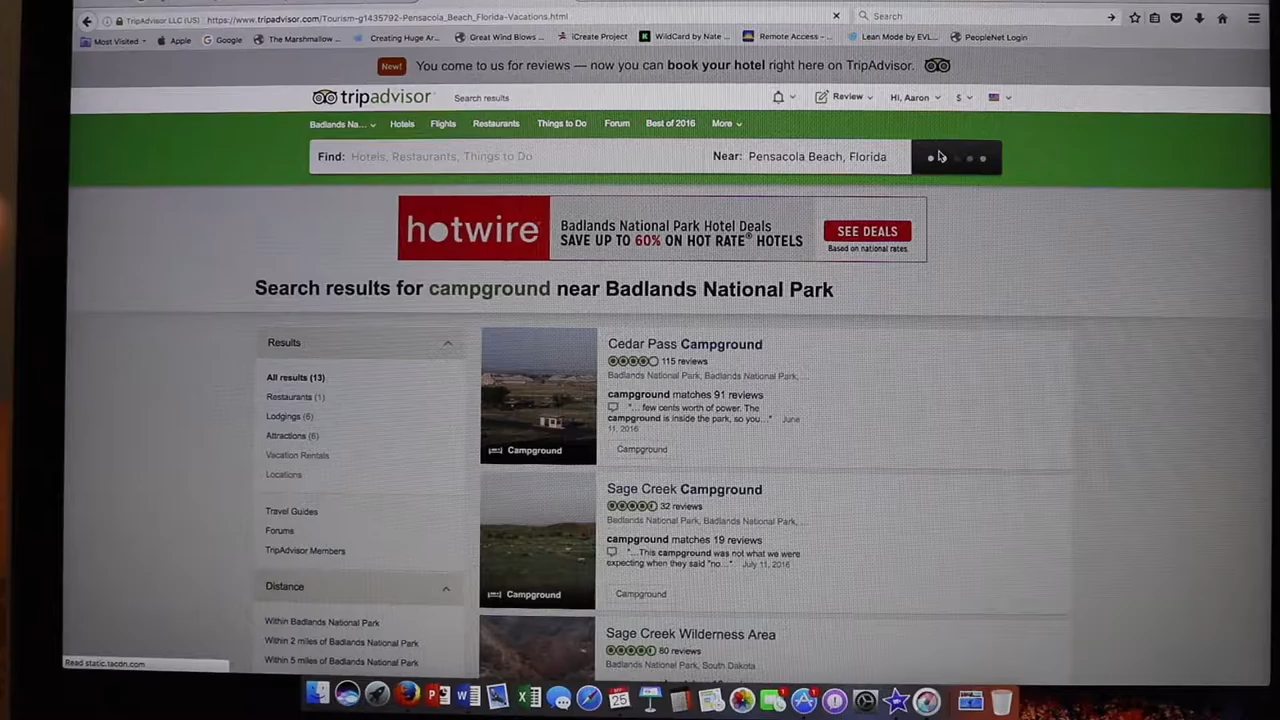 TripAdvisor LLC (US) https://www.tripadvisor.com/Tourism-g1435792-Pensacola_Beach_Florida-Vacations.html Search
Most Visited Apple Google The Marshmallow ... Creating Huge Ar... Great Wind Blows ... iCreate Project WildCard by Nate ... Remote Access - ... Lean Mode by EVL... PeopleNet Login
New! You come to us for reviews — now you can book your hotel right here on TripAdvisor.
tripadvisor Search results Review Hi, Aaron $
Badlands Na... Hotels Flights Restaurants Things to Do Forum Best of 2016 More
Find: Hotels, Restaurants, Things to Do Near: Pensacola Beach, Florida
hotwire
Badlands National Park Hotel Deals
SAVE UP TO 60% ON HOT RATE® HOTELS
SEE DEALS
Based on national rates.
Search results for campground near Badlands National Park
Results
All results (13)
Restaurants (1)
Lodgings (6)
Attractions (6)
Vacation Rentals
Locations
Travel Guides
Forums
TripAdvisor Members
Distance
Within Badlands National Park
Within 2 miles of Badlands National Park
Within 5 miles of Badlands National Park
Cedar Pass Campground
115 reviews
Badlands National Park, Badlands National Park, ...
campground matches 91 reviews
"... few cents worth of power. The
campground is inside the park, so you..." June
11, 2016
Campground
Campground
Sage Creek Campground
32 reviews
Badlands National Park, Badlands National Park, ...
campground matches 19 reviews
"...This campground was not what we were
expecting when they said "no..." July 11, 2016
Campground
Campground
Sage Creek Wilderness Area
80 reviews
Badlands National Park, South Dakota
Read static.tacdn.com
SEP
25